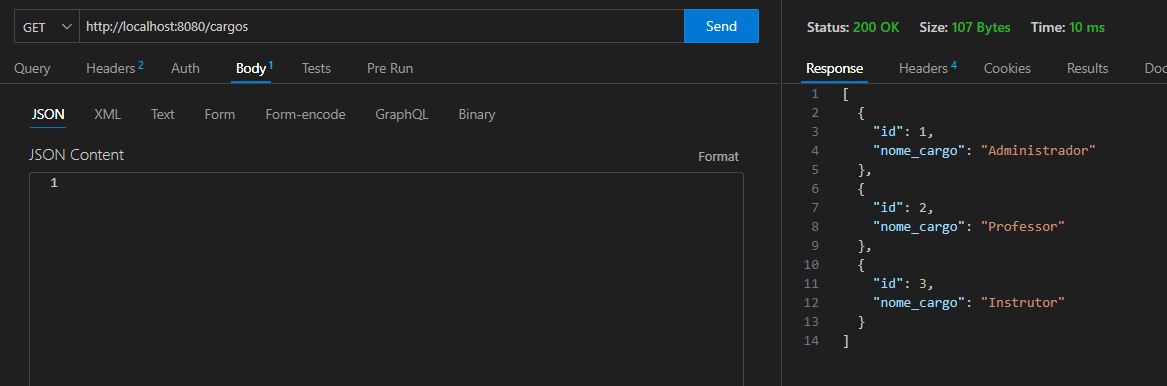 GET http://localhost:8080/cargos Send
Query Headers 2 Auth Body 1 Tests Pre Run
JSON XML Text Form Form-encode GraphQL Binary
JSON Content Format
1
Status: 200 OK Size: 107 Bytes Time: 10 ms
Response Headers 4 Cookies Results Doc
1 [
2 {
3 "id": 1,
4 "nome_cargo": "Administrador"
5 },
6 {
7 "id": 2,
8 "nome_cargo": "Professor"
9 },
10 {
11 "id": 3,
12 "nome_cargo": "Instrutor"
13 }
14 ]